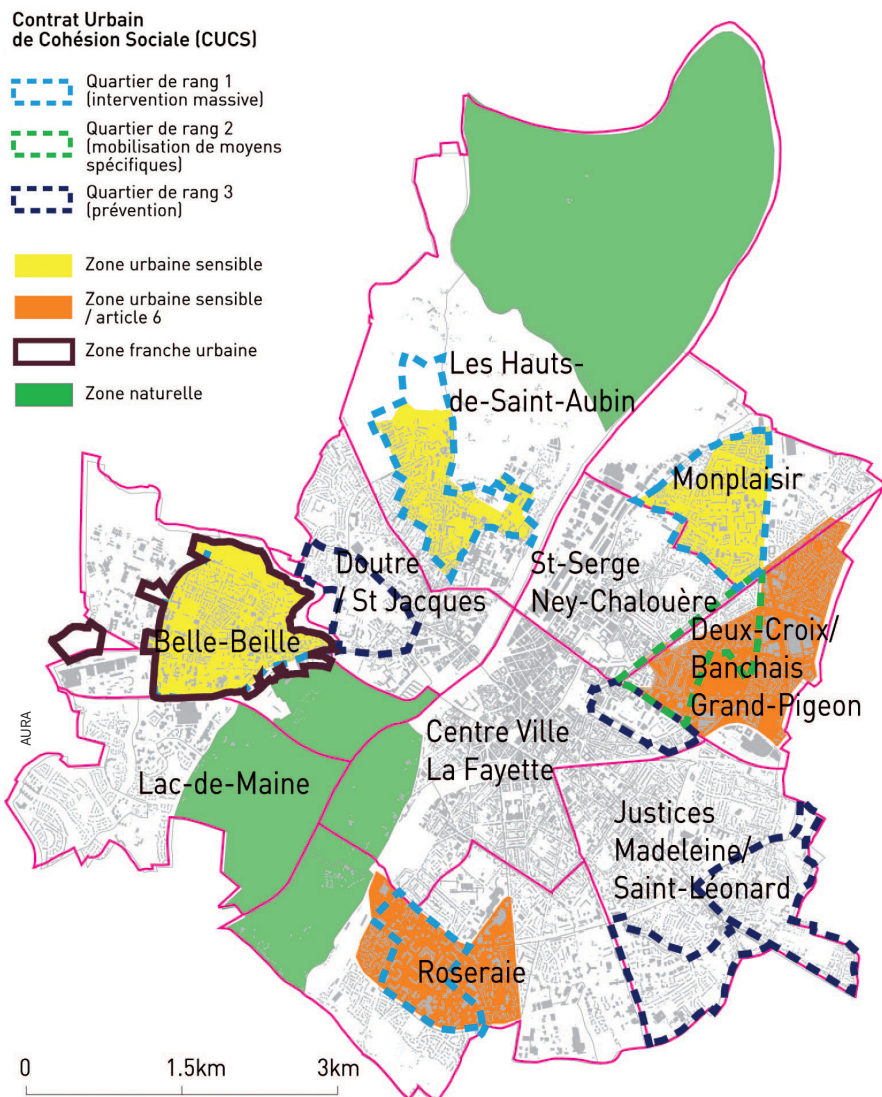 Contrat Urbain
de Cohésion Sociale (CUCS)
Quartier de rang 1
(intervention massive)
Quartier de rang 2
(mobilisation de moyens
spécifiques)
Quartier de rang 3
(prévention)
Zone urbaine sensible
Zone urbaine sensible
/ article 6
Zone franche urbaine
Zone naturelle
Les Hauts-
de-Saint-Aubin
Monplaisir
Doutre
/ St Jacques
St-Serge
Ney-Chalouère
Belle-Beille
Deux-Croix/
Banchais
Grand-Pigeon
AURA
Centre Ville
La Fayette
Lac-de-Maine
Justices
Madeleine/
Saint-Léonard
Roseraie
0 1.5km 3km